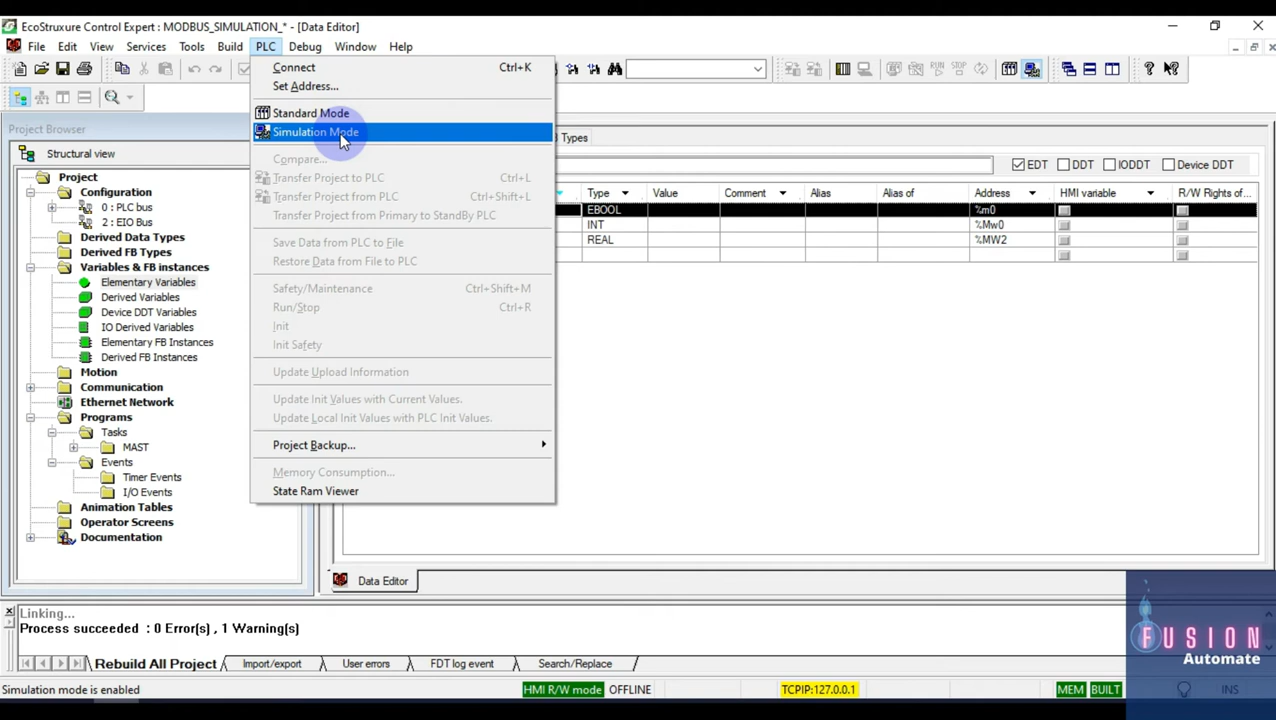 EcoStruxure Control Expert : MODBUS_SIMULATION_* - [Data Editor]
File Edit View Services Tools Build PLC Debug Window Help
Connect Ctrl+K
Set Address...
Standard Mode
Simulation Mode
Compare...
Transfer Project to PLC Ctrl+L
Transfer Project from PLC Ctrl+Shift+L
Transfer Project from Primary to StandBy PLC
Save Data from PLC to File
Restore Data from File to PLC
Safety/Maintenance Ctrl+Shift+M
Run/Stop Ctrl+R
Init
Init Safety
Update Upload Information
Update Init Values with Current Values.
Update Local Init Values with PLC Init Values.
Project Backup...
Memory Consumption...
State Ram Viewer
RUN STOP
Project Browser
Structural view
Project
Configuration
0 : PLC bus
2 : EIO Bus
Derived Data Types
Derived FB Types
Variables & FB instances
Elementary Variables
Derived Variables
Device DDT Variables
IO Derived Variables
Elementary FB Instances
Derived FB Instances
Motion
Communication
Ethernet Network
Programs
Tasks
MAST
Events
Timer Events
I/O Events
Animation Tables
Operator Screens
Documentation
Types
EDT DDT IODDT Device DDT
Type Value Comment Alias Alias of Address HMI variable R/W Rights of...
EBOOL %m0
INT %Mw0
REAL %MW2
Data Editor
Linking...
Process succeeded : 0 Error(s) , 1 Warning(s)
Rebuild All Project Import/export User errors FDT log event Search/Replace
Simulation mode is enabled HMI R/W mode OFFLINE TCPIP:127.0.0.1 MEM BUILT INS
FUSION
Automate